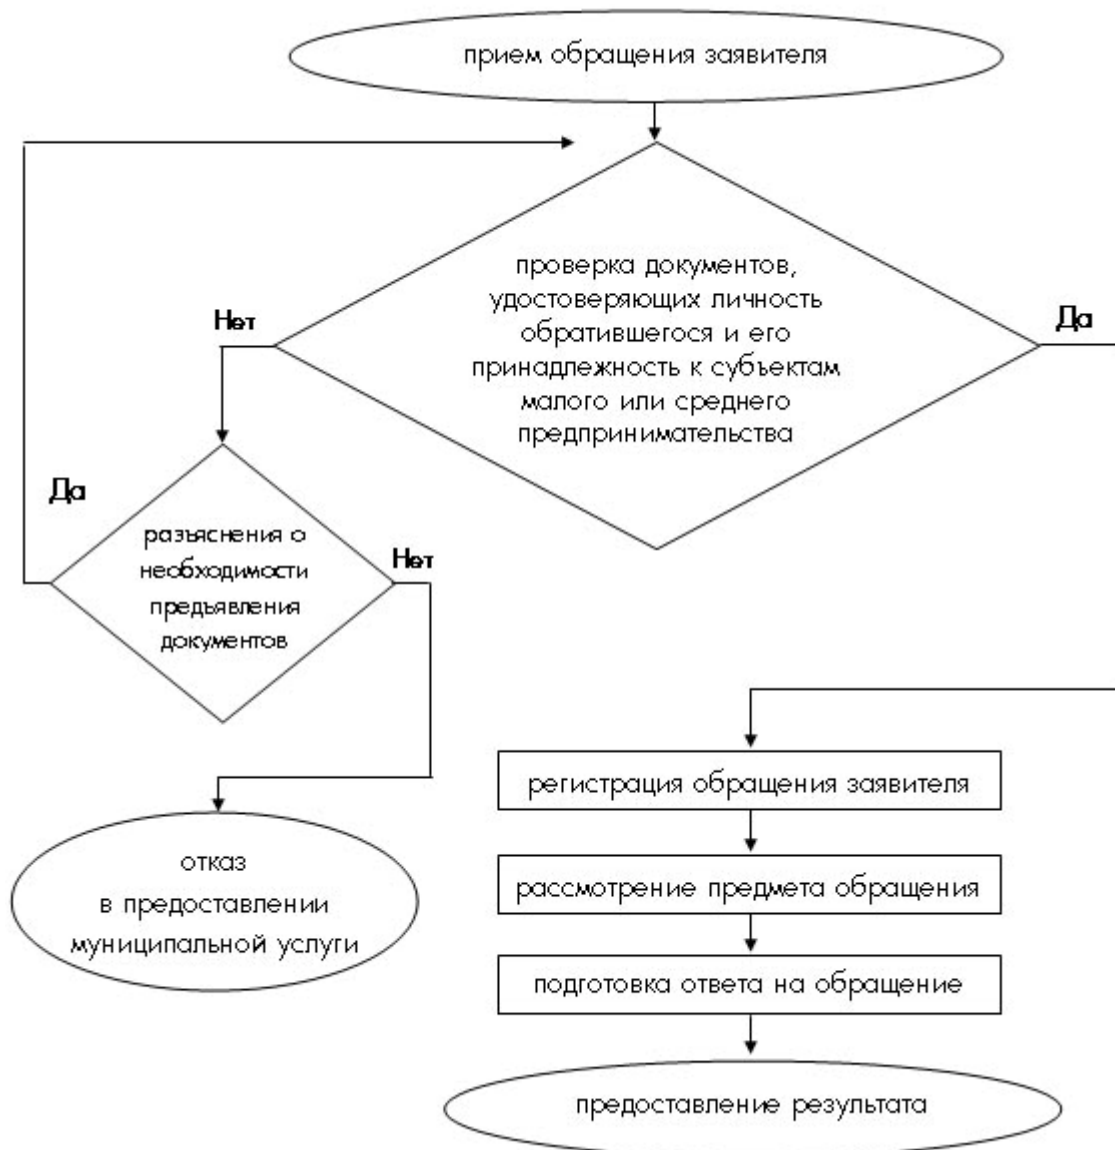 прием обращения заявителя
проверка документов,
удостоверяющих личность
обратившегося и его
принадлежность к субъектам
малого или среднего
предпринимательства
Нет
Да
Да
разъяснения о
необходимости
предъявления
документов
Нет
регистрация обращения заявителя
рассмотрение предмета обращения
подготовка ответа на обращение
предоставление результата
отказ
в предоставлении
муниципальной услуги